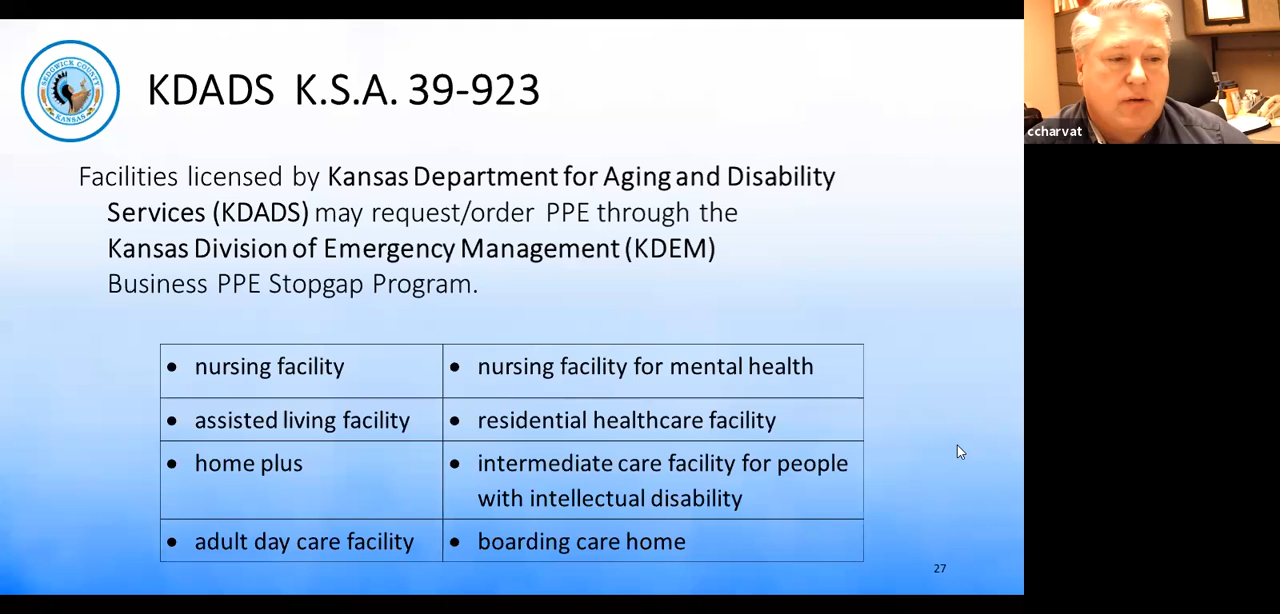 KDADS K.S.A. 39-923
ccharvat
SEDGWICK COUNTY
KANSAS
Facilities licensed by Kansas Department for Aging and Disability
Services (KDADS) may request/order PPE through the
Kansas Division of Emergency Management (KDEM)
Business PPE Stopgap Program.
• nursing facility
• nursing facility for mental health
• assisted living facility
• residential healthcare facility
• home plus
• intermediate care facility for people
with intellectual disability
• adult day care facility
• boarding care home
27